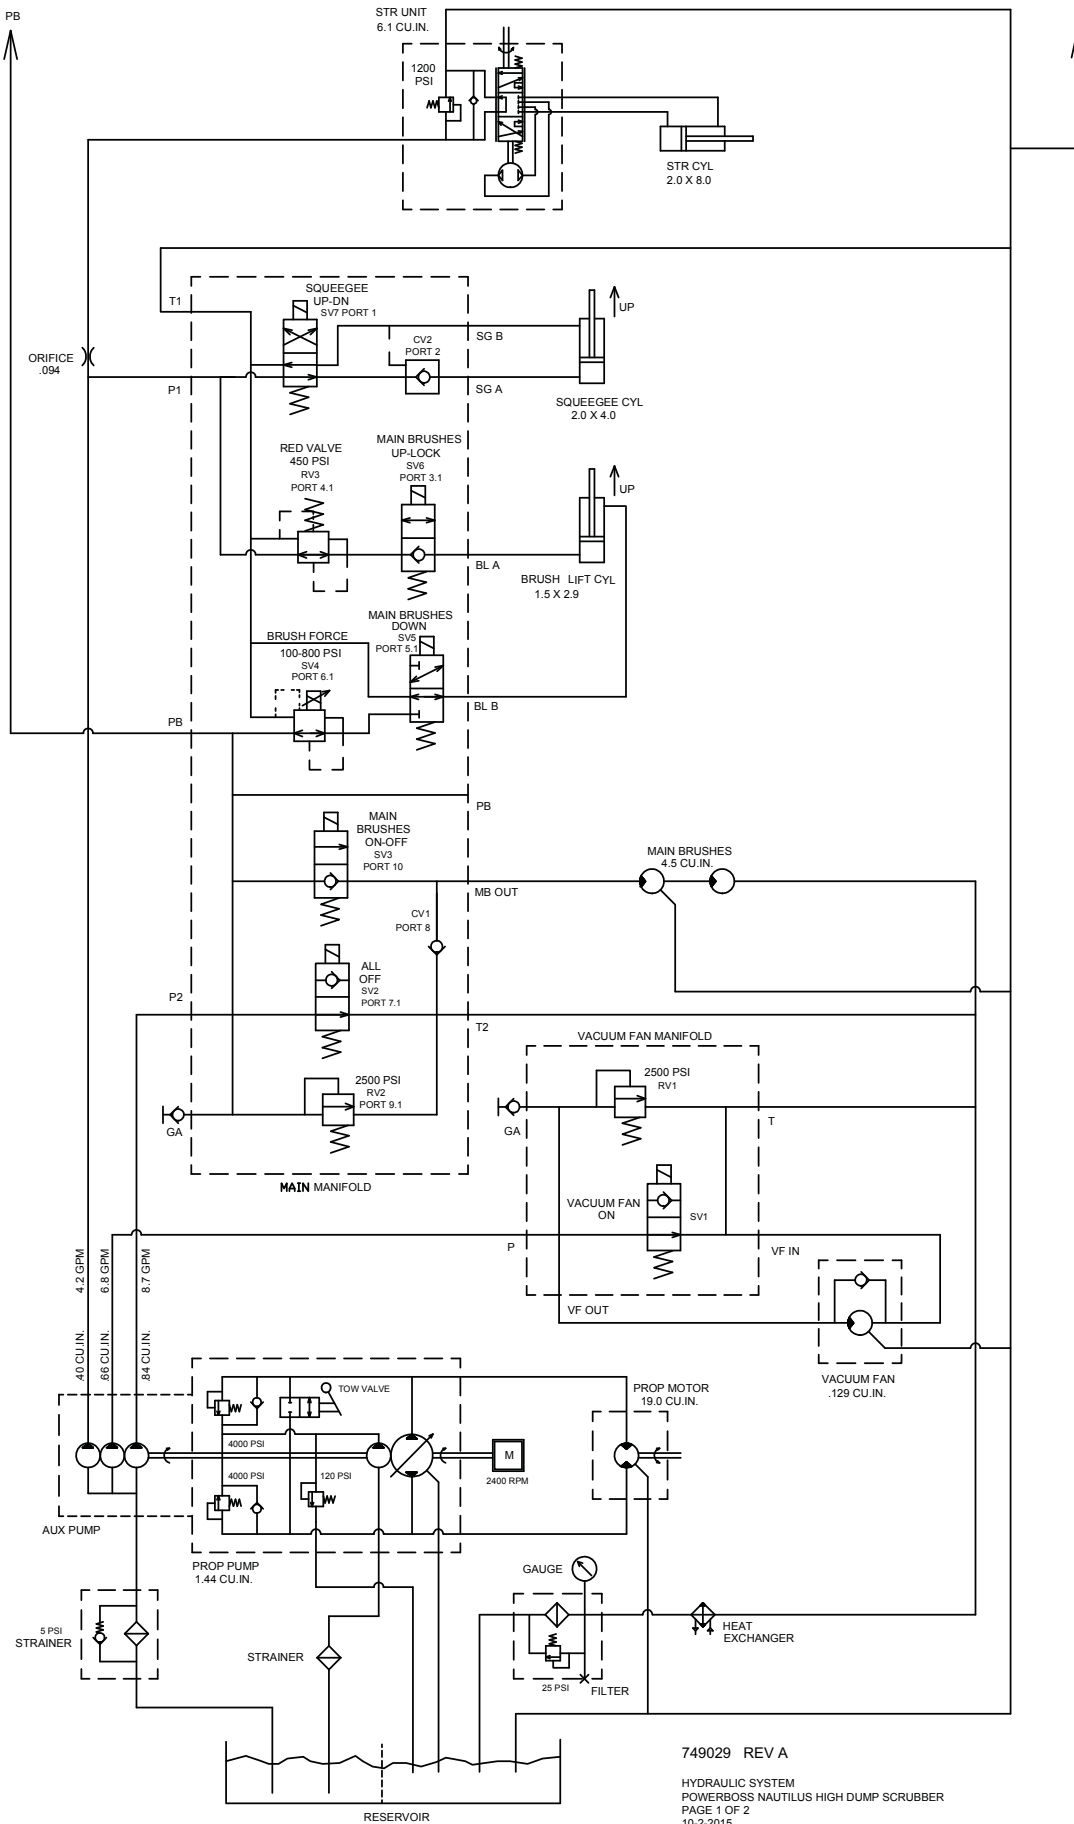 PB
STR UNIT
6.1 CU.IN.
1200
PSI
STR CYL
2.0 X 8.0
SQUEEGEE
UP-DN
SV7 PORT 1
T1
CV2
PORT 2
SG B
UP
ORIFICE
.094
P1
SG A
SQUEEGEE CYL
2.0 X 4.0
RED VALVE
450 PSI
RV3
PORT 4.1
MAIN BRUSHES
UP-LOCK
SV6
PORT 3.1
UP
BL A
BRUSH LIFT CYL
1.5 X 2.9
MAIN BRUSHES
DOWN
SV5
PORT 5.1
BRUSH FORCE
100-800 PSI
SV4
PORT 6.1
BL B
PB
PB
MAIN
BRUSHES
ON-OFF
SV3
PORT 10
MAIN BRUSHES
4.5 CU.IN.
MB OUT
CV1
PORT 8
ALL
OFF
SV2
PORT 7.1
P2
T2
VACUUM FAN MANIFOLD
2500 PSI
RV2
PORT 9.1
2500 PSI
RV1
GA
GA
T
MAIN MANIFOLD
VACUUM FAN
ON
SV1
P
VF IN
4.2 GPM
6.8 GPM
8.7 GPM
VF OUT
.40 CU.IN.
.66 CU.IN.
.84 CU.IN.
VACUUM FAN
.129 CU.IN.
TOW VALVE
PROP MOTOR
19.0 CU.IN.
4000 PSI
4000 PSI
120 PSI
M
2400 RPM
AUX PUMP
PROP PUMP
1.44 CU.IN.
GAUGE
5 PSI
STRAINER
STRAINER
HEAT
EXCHANGER
25 PSI
FILTER
749029 REV A
HYDRAULIC SYSTEM
POWERBOSS NAUTILUS HIGH DUMP SCRUBBER
PAGE 1 OF 2
10-2-2015
RESERVOIR